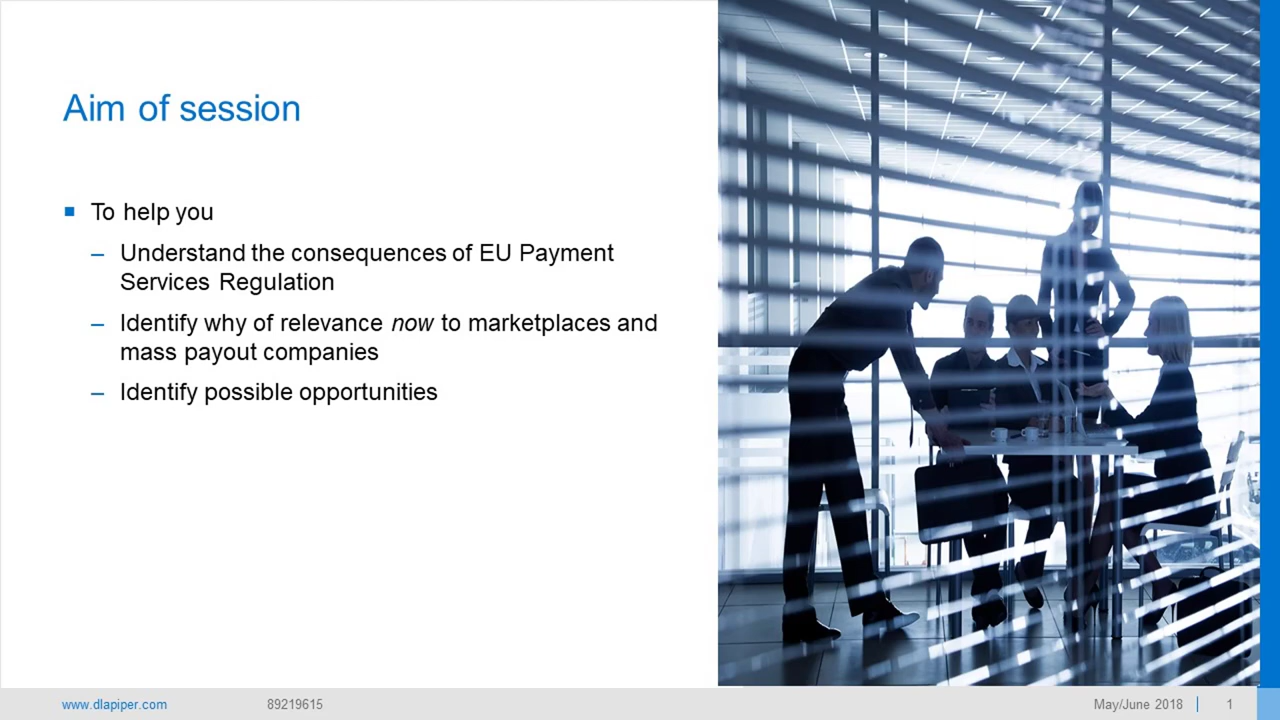 Aim of session
To help you
– Understand the consequences of EU Payment
Services Regulation
– Identify why of relevance now to marketplaces and
mass payout companies
– Identify possible opportunities
www.dlapiper.com 89219615 May/June 2018 1